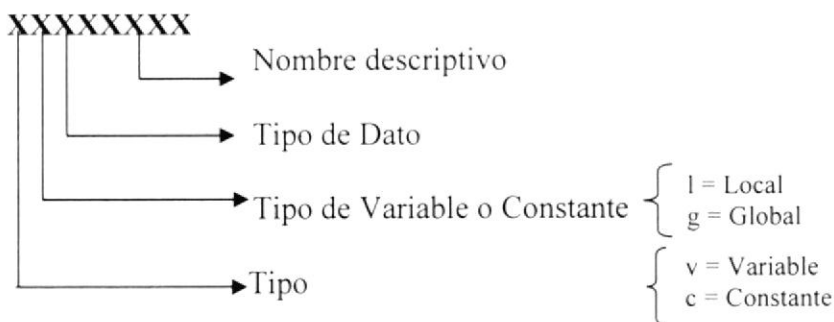 XXXXXXXX
Nombre descriptivo
Tipo de Dato
Tipo de Variable o Constante
l = Local
g = Global
Tipo
v = Variable
c = Constante